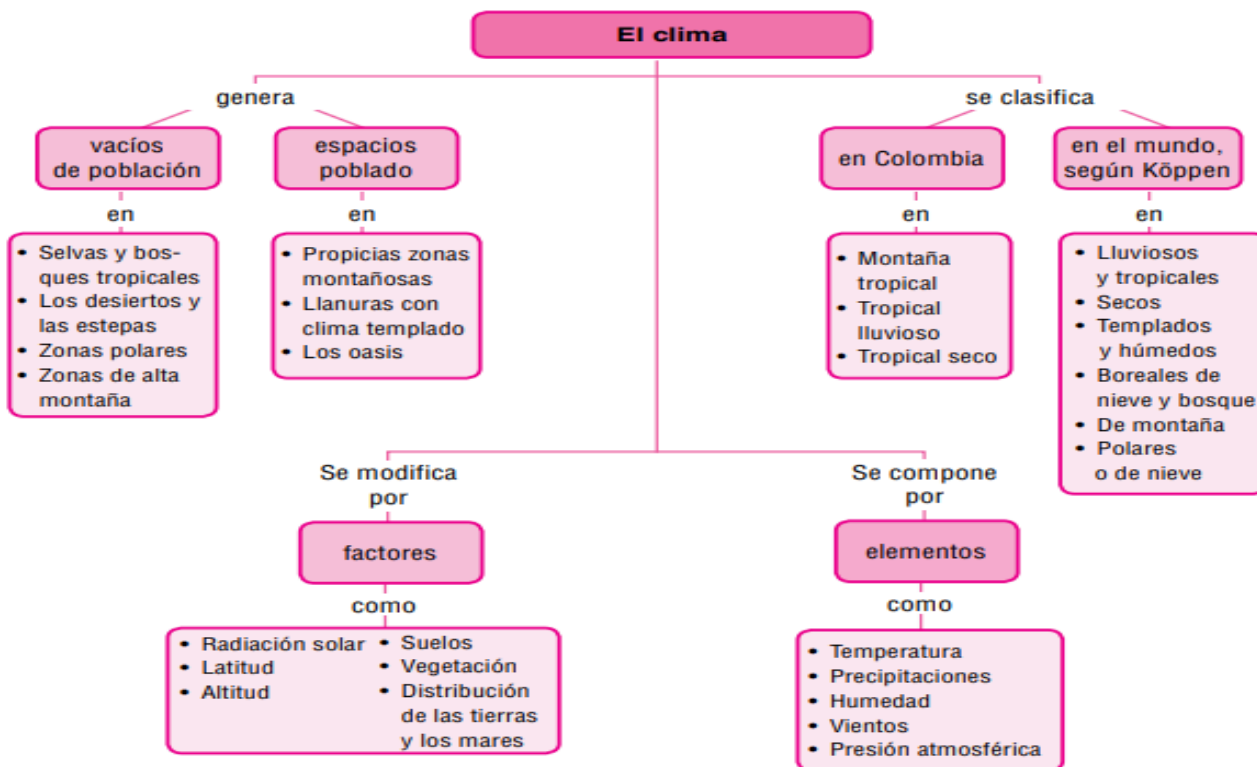 El clima
genera
se clasifica
vacíos
de población
espacios
poblado
en Colombia
en el mundo,
según Köppen
en
en
en
en
• Selvas y bos-
ques tropicales
• Los desiertos y
las estepas
• Zonas polares
• Zonas de alta
montaña
• Propicias zonas
montañosas
• Llanuras con
clima templado
• Los oasis
• Montaña
tropical
• Tropical
lluvioso
• Tropical seco
• Lluviosos
y tropicales
• Secos
• Templados
y húmedos
• Boreales de
nieve y bosque
• De montaña
• Polares
o de nieve
Se modifica
por
factores
como
• Radiación solar
• Latitud
• Altitud
• Suelos
• Vegetación
• Distribución
de las tierras
y los mares
Se compone
por
elementos
como
• Temperatura
• Precipitaciones
• Humedad
• Vientos
• Presión atmosférica